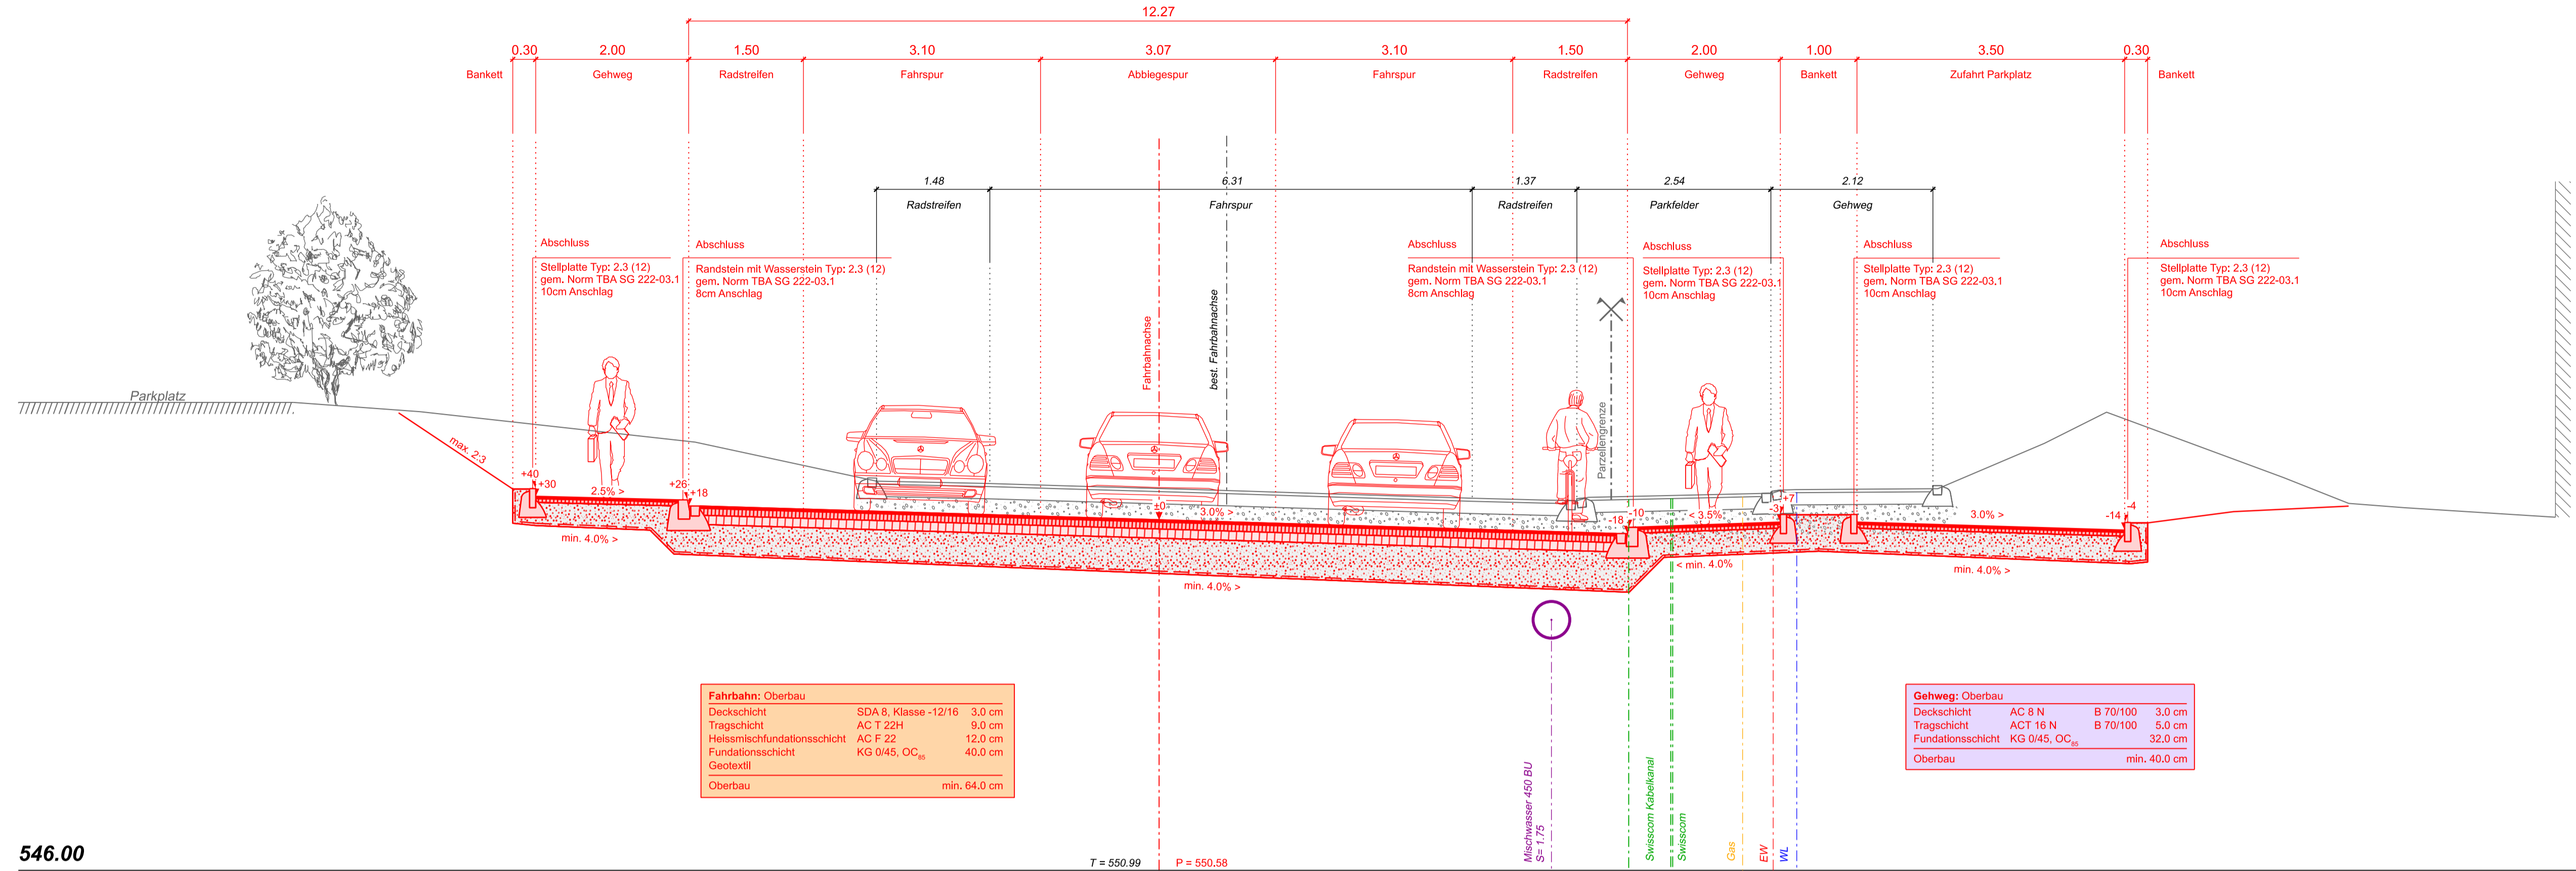 12.27
0.30 2.00 1.50 3.10 3.07 3.10 1.50 2.00 1.00 3.50 0.30
Bankett Gehweg Radstreifen Fahrspur Abbiegespur Fahrspur Radstreifen Gehweg Bankett Zufahrt Parkplatz Bankett
1.48 6.31 1.37 2.54 2.12
Radstreifen Fahrspur Radstreifen Parkfelder Gehweg
Abschluss
Stellplatte Typ: 2.3 (12)
gem. Norm TBA SG 222-03.1
10cm Anschlag
Abschluss
Randstein mit Wasserstein Typ: 2.3 (12)
gem. Norm TBA SG 222-03.1
8cm Anschlag
Abschluss
Randstein mit Wasserstein Typ: 2.3 (12)
gem. Norm TBA SG 222-03.1
8cm Anschlag
Abschluss
Stellplatte Typ: 2.3 (12)
gem. Norm TBA SG 222-03.1
10cm Anschlag
Abschluss
Stellplatte Typ: 2.3 (12)
gem. Norm TBA SG 222-03.1
10cm Anschlag
Abschluss
Stellplatte Typ: 2.3 (12)
gem. Norm TBA SG 222-03.1
10cm Anschlag
Fahrbahnachse
best. Fahrbahnachse
Parzellengrenze
Parkplatz
max. 2:3
+40
+30
2.5% >
+26
+18
±0
3.0% >
-18
-10
< 3.5%
+7
-3
3.0% >
-4
-14
min. 4.0% >
min. 4.0% >
< min. 4.0%
min. 4.0% >
Fahrbahn: Oberbau
Deckschicht SDA 8, Klasse -12/16 3.0 cm
Tragschicht AC T 22H 9.0 cm
Heissmischfundationsschicht AC F 22 12.0 cm
Fundationsschicht KG 0/45, OC85 40.0 cm
Geotextil
Oberbau min. 64.0 cm
Gehweg: Oberbau
Deckschicht AC 8 N B 70/100 3.0 cm
Tragschicht ACT 16 N B 70/100 5.0 cm
Fundationsschicht KG 0/45, OC85 32.0 cm
Oberbau min. 40.0 cm
Mischwasser 450 BU
S= 1.75
Swisscom Kabelkanal
Swisscom
Gas
EW
WL
546.00
T = 550.99 P = 550.58